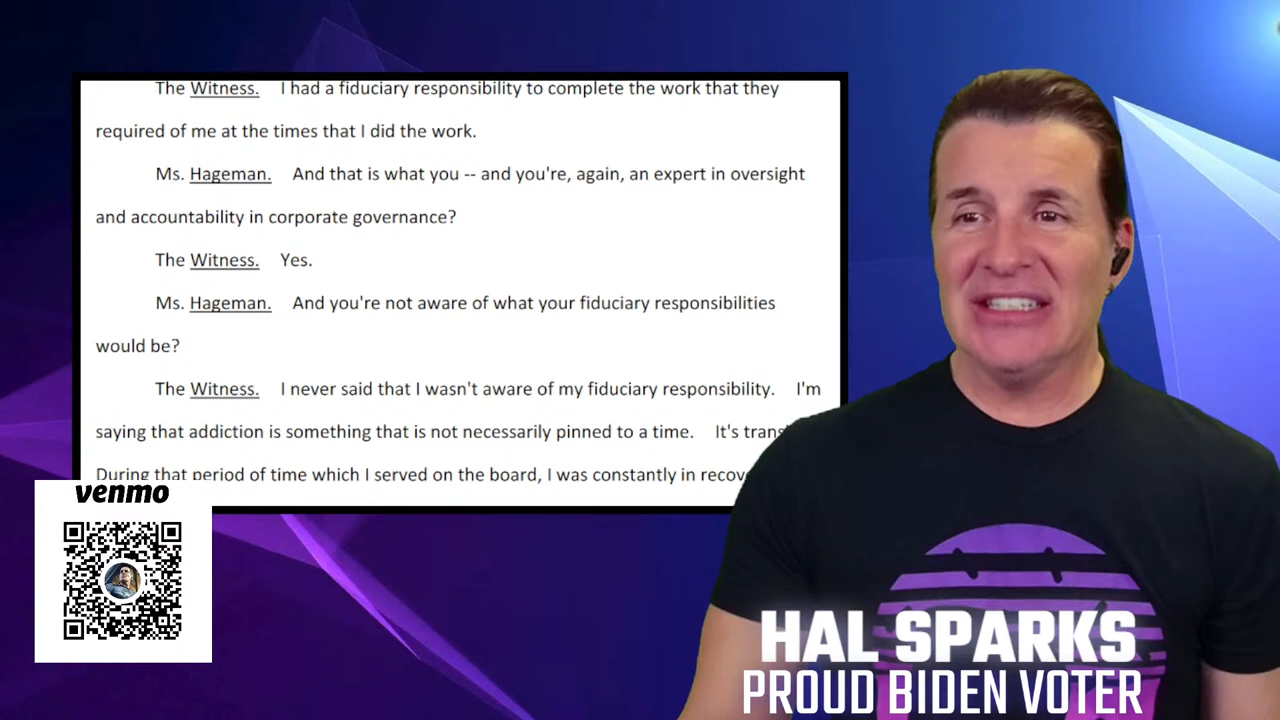 The Witness. I had a fiduciary responsibility to complete the work that they
required of me at the times that I did the work.
Ms. Hageman. And that is what you -- and you're, again, an expert in oversight
and accountability in corporate governance?
The Witness. Yes.
Ms. Hageman. And you're not aware of what your fiduciary responsibilities
would be?
The Witness. I never said that I wasn't aware of my fiduciary responsibility. I'm
saying that addiction is something that is not necessarily pinned to a time. It's
During that period of time which I served on the board, I was constantly in
venmo
HAL SPARKS
PROUD BIDEN VOTER